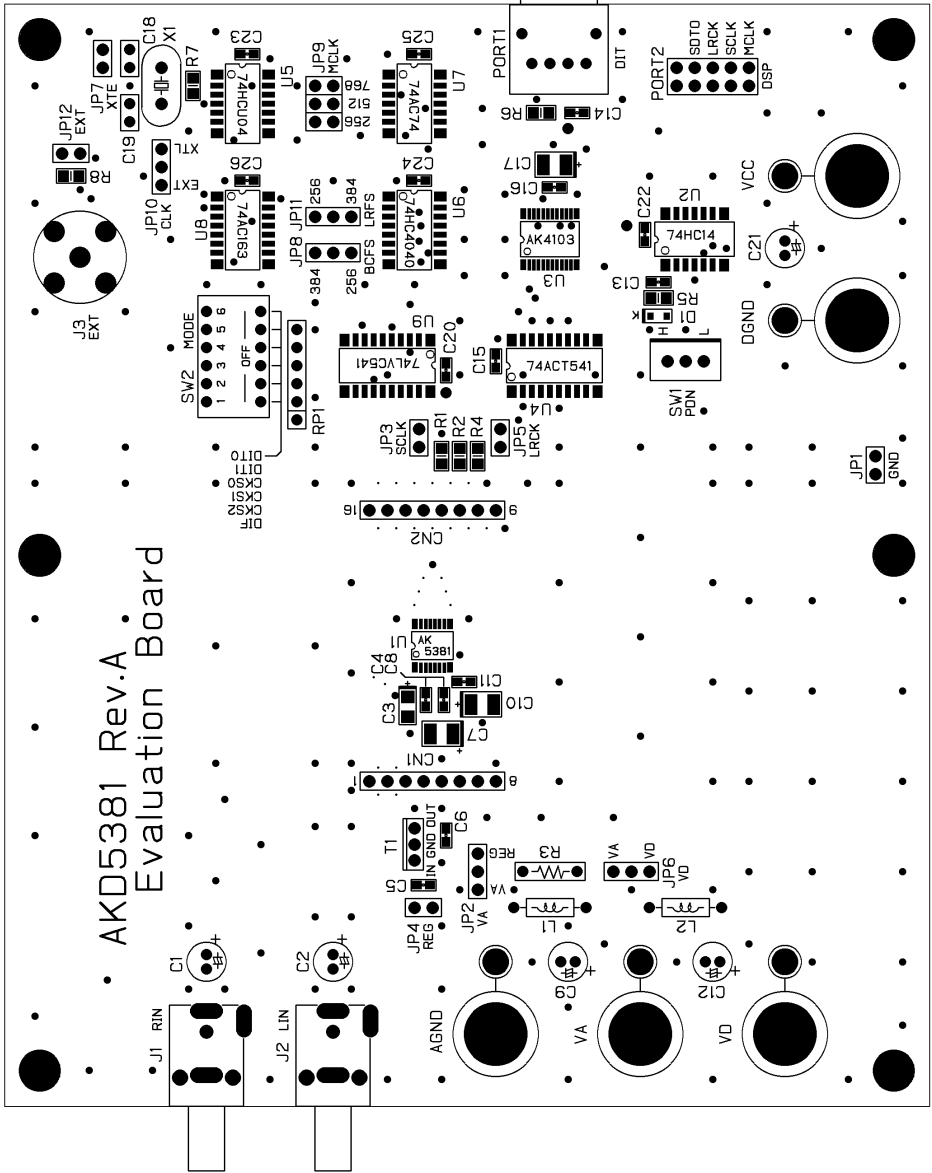 C18
X1
C23
JP9
MCLK
C25
PORT1
DIT
PORT2
SDTO
LRCK
SCLK
MCLK
DSP
JP7
XTE
R7
74HCU04
U5
768
512
256
74AC74
U7
R6
C14
JP12
EXT
C19
R8
XTL
EXT
JP10
CLK
C26
C24
C17
C16
VCC
U8
74AC163
JP11
256
384
LRFS
JP8
384
256
BCFS
74HC4040
U6
AK4103
U3
C22
U2
74HC14
C21
J3
EXT
C13
R5
D1
K
DGND
SW2
MODE
1 2 3 4 5 6
OFF
RP1
U9
74LVC541
C20
C15
74ACT541
U4
H
L
SW1
PDN
JP3
SCLK
R1
R2
R4
JP5
LRCK
JP1
GND
DIT0
DIT1
CKS0
CKS1
CKS2
DIF
16
9
CN2
AKD5381 Rev.A
Evaluation Board
U1
AK
5381
C4
C8
C11
C3
C10
C7
CN1
1
8
T1
IN GND OUT
C6
C5
JP4
REG
REG
VA
JP2
VA
R3
VA
VD
JP6
VD
L1
L2
C1
C2
C9
C12
J1 RIN
J2 LIN
AGND
VA
VD